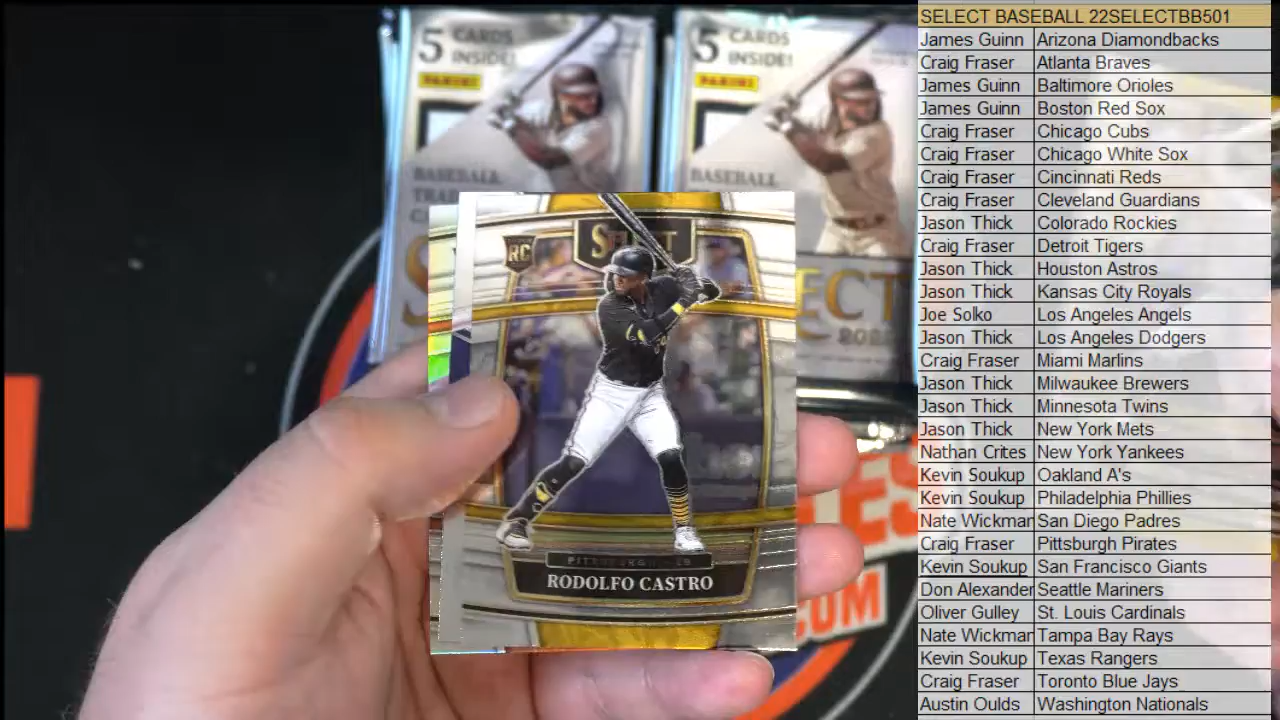 5 CARDS INSIDE!
PANINI
BASEBALL
5 CARDS INSIDE!
PANINI
BASEBALL
RC
SELECT
PITTSBURGH
RODOLFO CASTRO
ECT
2022
.COM
SELECT BASEBALL 22SELECTBB501
James Guinn Arizona Diamondbacks
Craig Fraser Atlanta Braves
James Guinn Baltimore Orioles
James Guinn Boston Red Sox
Craig Fraser Chicago Cubs
Craig Fraser Chicago White Sox
Craig Fraser Cincinnati Reds
Craig Fraser Cleveland Guardians
Jason Thick Colorado Rockies
Craig Fraser Detroit Tigers
Jason Thick Houston Astros
Jason Thick Kansas City Royals
Joe Solko Los Angeles Angels
Jason Thick Los Angeles Dodgers
Craig Fraser Miami Marlins
Jason Thick Milwaukee Brewers
Jason Thick Minnesota Twins
Jason Thick New York Mets
Nathan Crites New York Yankees
Kevin Soukup Oakland A's
Kevin Soukup Philadelphia Phillies
Nate Wickman San Diego Padres
Craig Fraser Pittsburgh Pirates
Kevin Soukup San Francisco Giants
Don Alexander Seattle Mariners
Oliver Gulley St. Louis Cardinals
Nate Wickman Tampa Bay Rays
Kevin Soukup Texas Rangers
Craig Fraser Toronto Blue Jays
Austin Oulds Washington Nationals